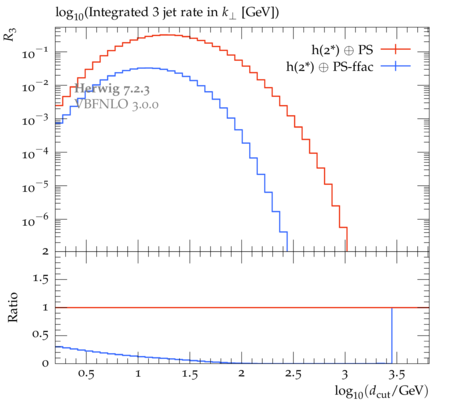 log10(Integrated 3 jet rate in k⊥ [GeV])
R3
h(2*) ⊕ PS
h(2*) ⊕ PS-ffac
Herwig 7.2.3
VBFNLO 3.0.0
10−1
10−2
10−3
10−4
10−5
10−6
2
1.5
1
0.5
0
Ratio
0.5 1 1.5 2 2.5 3 3.5
log10(dcut/GeV)